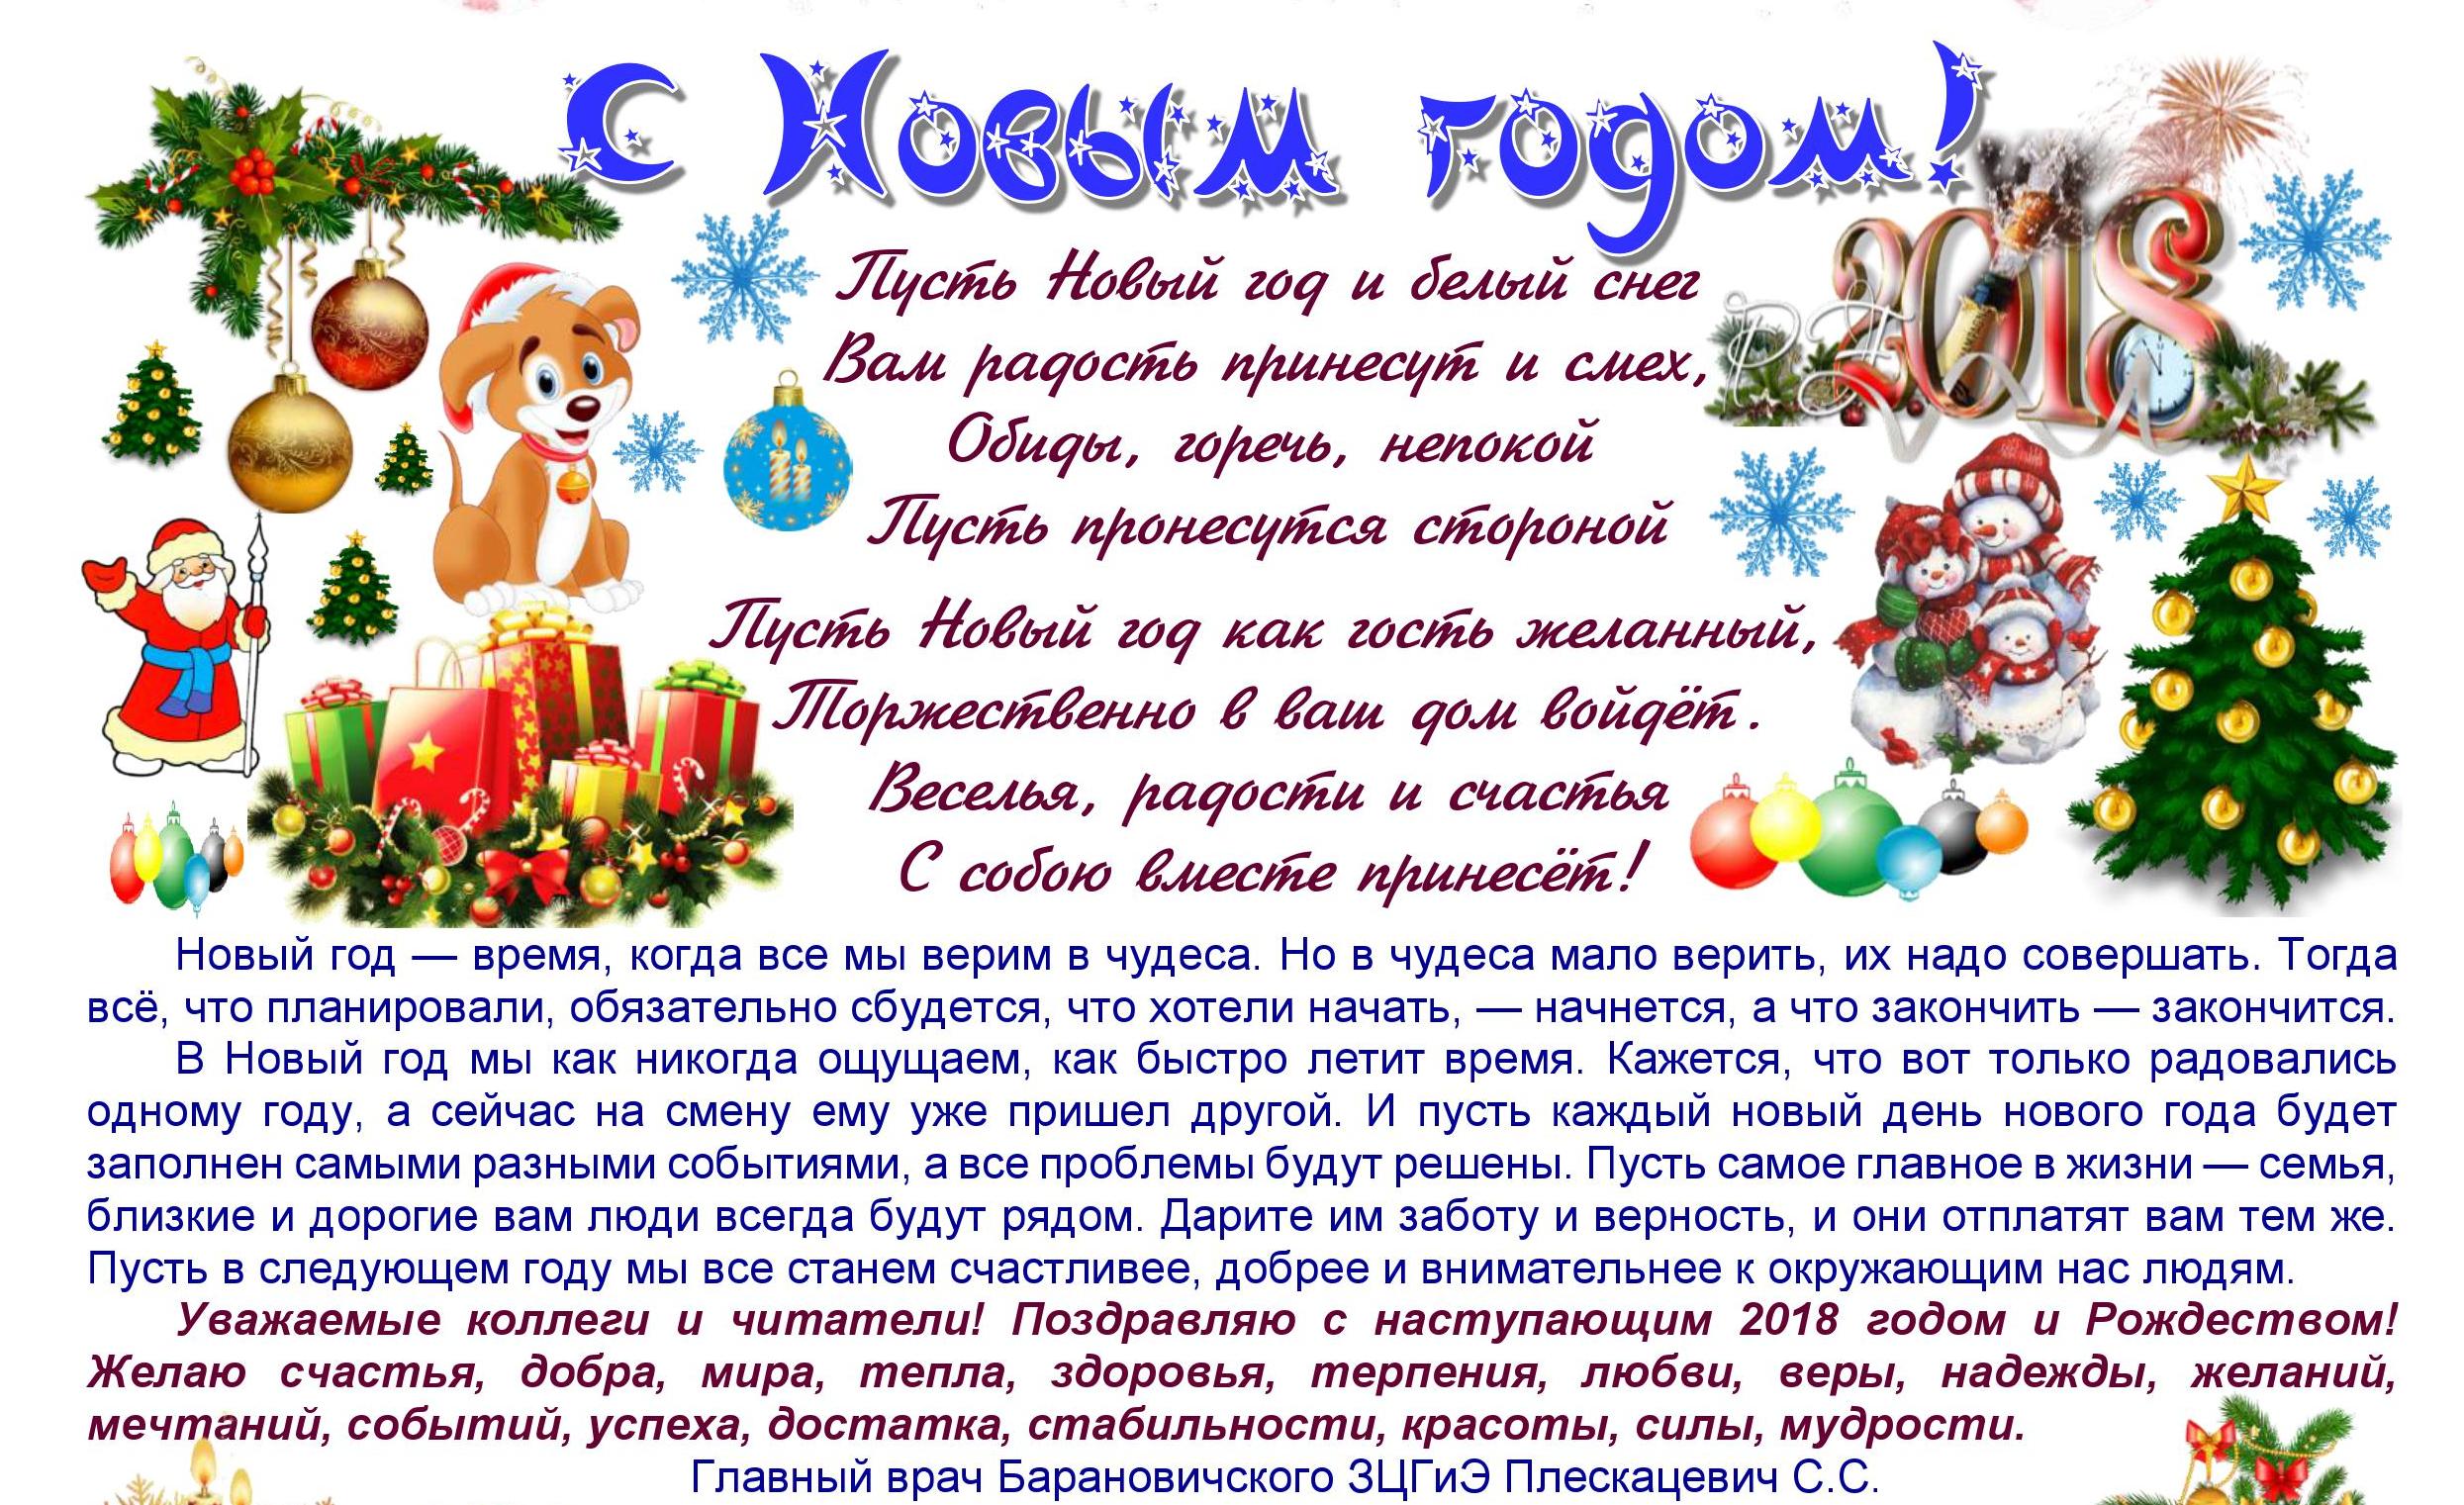 С Новым годом!
2018
Пусть Новый год и белый снег
Вам радость принесут и смех,
Обиды, горечь, непокой
Пусть пронесутся стороной
Пусть Новый год как гость желанный,
Торжественно в ваш дом войдёт.
Веселья, радости и счастья
С собою вместе принесёт!
Новый год — время, когда все мы верим в чудеса. Но в чудеса мало верить, их надо совершать. Тогда
всё, что планировали, обязательно сбудется, что хотели начать, — начнется, а что закончить — закончится.
В Новый год мы как никогда ощущаем, как быстро летит время. Кажется, что вот только радовались
одному году, а сейчас на смену ему уже пришел другой. И пусть каждый новый день нового года будет
заполнен самыми разными событиями, а все проблемы будут решены. Пусть самое главное в жизни — семья,
близкие и дорогие вам люди всегда будут рядом. Дарите им заботу и верность, и они отплатят вам тем же.
Пусть в следующем году мы все станем счастливее, добрее и внимательнее к окружающим нас людям.
Уважаемые коллеги и читатели! Поздравляю с наступающим 2018 годом и Рождеством!
Желаю счастья, добра, мира, тепла, здоровья, терпения, любви, веры, надежды, желаний,
мечтаний, событий, успеха, достатка, стабильности, красоты, силы, мудрости.
Главный врач Барановичского ЗЦГиЭ Плескацевич С.С.